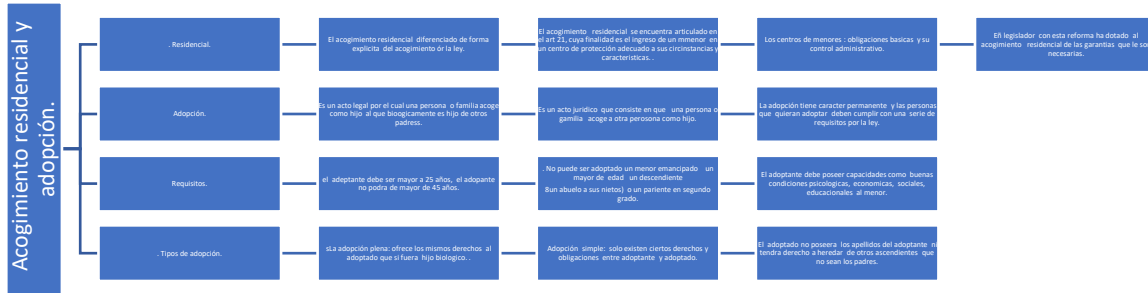 Acogimiento residencial y
adopción.
. Residencial.
El acogimiento residencial diferenciado de forma
explícita del acogimiento ór la ley.
El acogimiento residencial se encuentra articulado en
el art 21, cuya finalidad es el ingreso de un mmenor en
un centro de protección adecuado a sus circinstancias y
características. .
Los centros de menores : obligaciones basicas y su
control administrativo.
Eñ legislador con esta reforma ha dotado al
acogimiento residencial de las garantias que le son
necesarias.
Adopción.
Es un acto legal por el cual una persona o familia acoge
como hijo al que bioogicamente es hijo de otros
padress.
Es un acto jurídico que consiste en que una persona o
gamilia acoge a otra perosona como hijo.
La adopción tiene caracter permanente y las personas
que quieran adoptar deben cumplir con una serie de
requisitos por la ley.
Requisitos.
el adeptante debe ser mayor a 25 años, el adopante
no podra de mayor de 45 años.
. No puede ser adoptado un menor emancipado un
mayor de edad un descendiente
8un abuelo a sus nietos} o un pariente en segundo
grado.
El adoptante debe poseer capacidades como buenas
condiciones psicologicas, economicas, sociales,
educacionales al menor.
. Tipos de adopción.
sLa adopción plena: ofrece los mismos derechos al
adoptado que si fuera hijo biologico. .
Adopción simple: solo existen ciertos derechos y
obligaciones entre adoptante y adoptado.
El adoptado no poseera los apellidos del adoptante ni
tendra derecho a heredar de otros ascendientes que
no sean los padres.